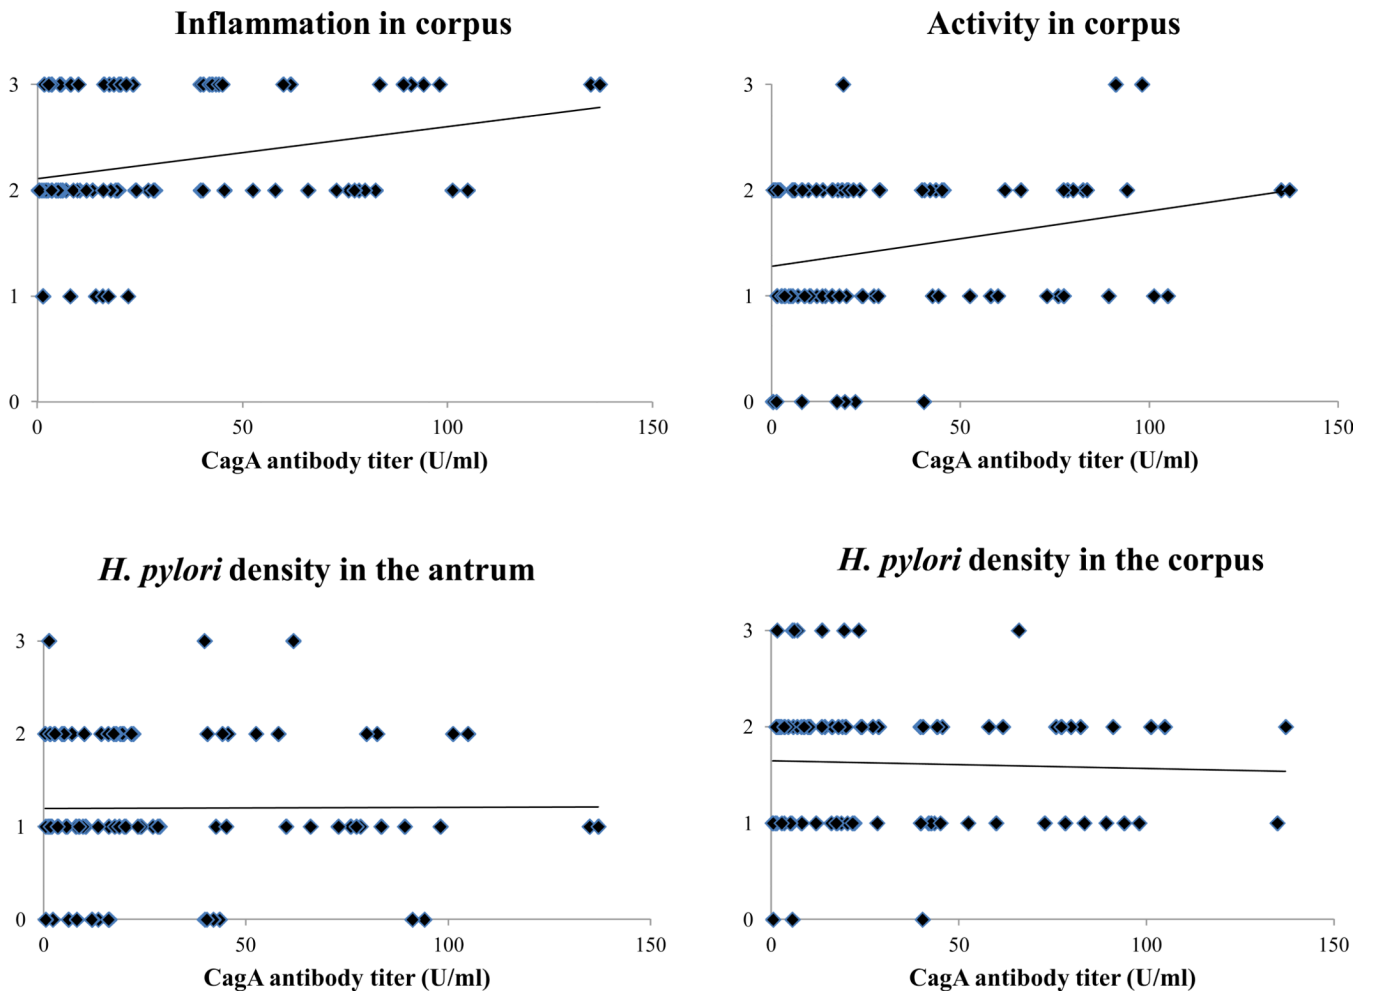 Inflammation in corpus
3
2
1
0
0 50 100 150
CagA antibody titer (U/ml)
Activity in corpus
3
2
1
0
0 50 100 150
CagA antibody titer (U/ml)
H. pylori density in the antrum
3
2
1
0
0 50 100 150
CagA antibody titer (U/ml)
H. pylori density in the corpus
3
2
1
0
0 50 100 150
CagA antibody titer (U/ml)